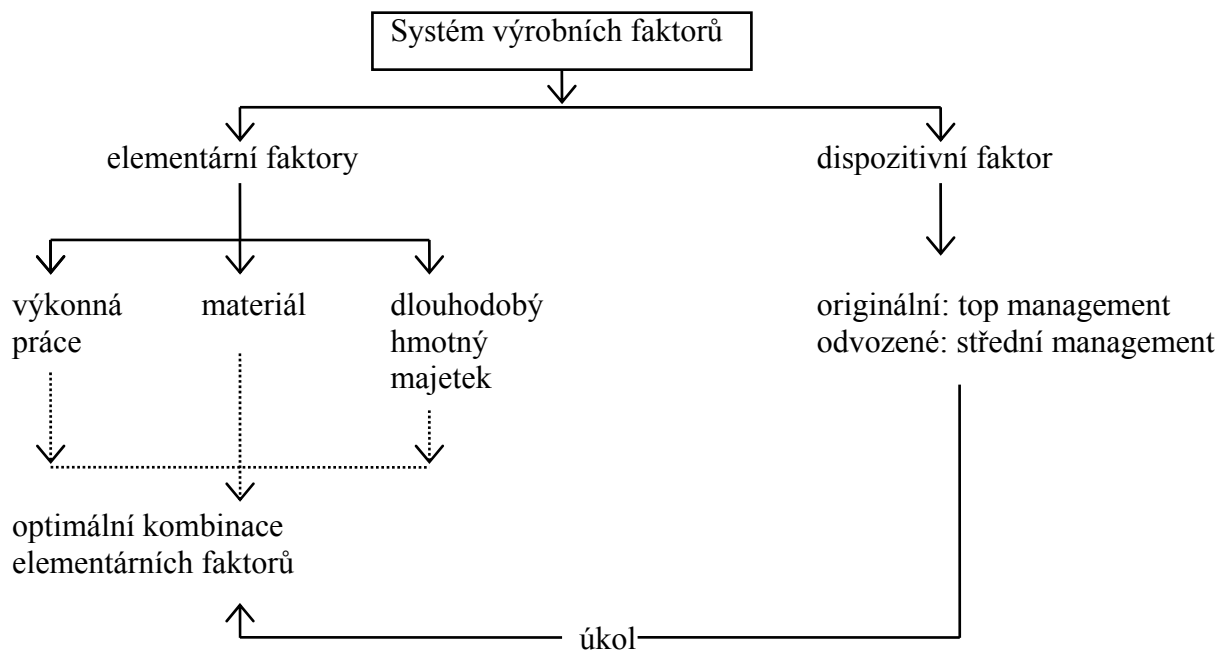 Systém výrobních faktorů
elementární faktory
dispozitivní faktor
výkonná
práce
materiál
dlouhodobý
hmotný
majetek
originální: top management
odvozené: střední management
optimální kombinace
elementárních faktorů
úkol